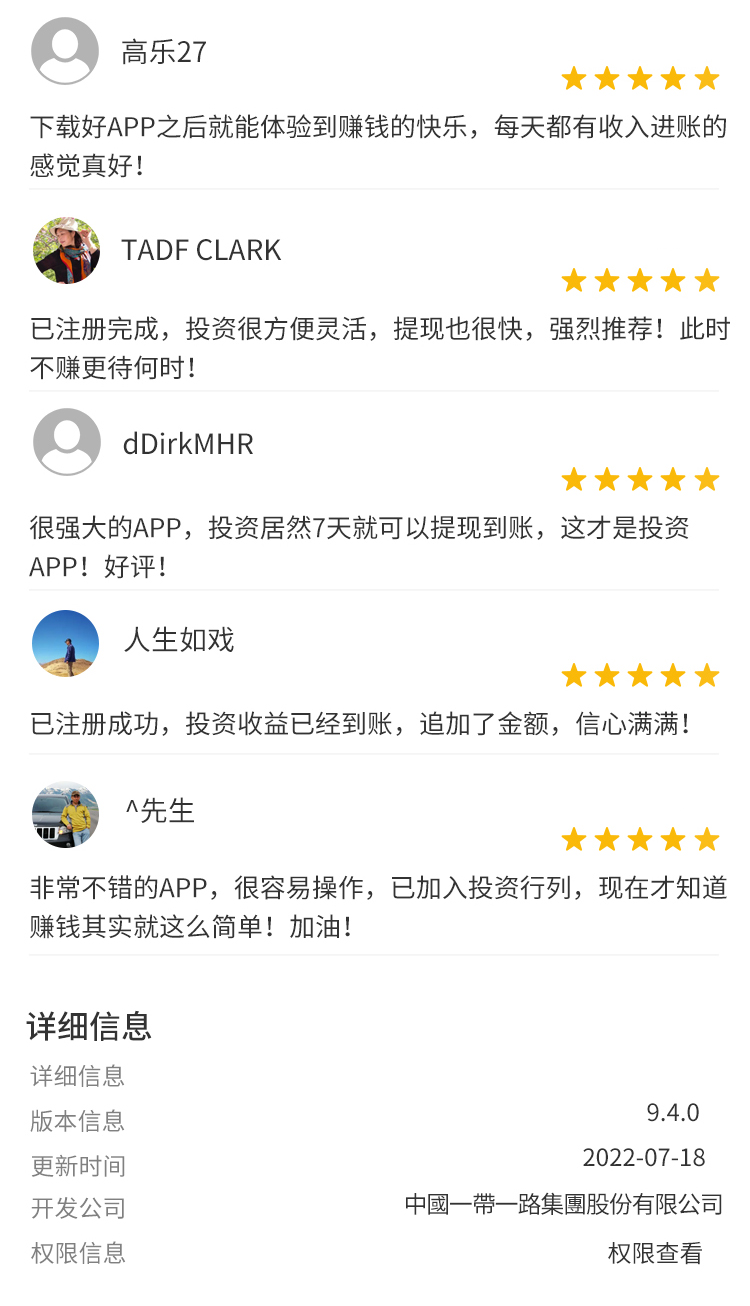 高乐27
下载好APP之后就能体验到赚钱的快乐，每天都有收入进账的
感觉真好！
TADF CLARK
已注册完成，投资很方便灵活，提现也很快，强烈推荐！此时
不赚更待何时！
dDirkMHR
很强大的APP，投资居然7天就可以提现到账，这才是投资
APP！好评！
人生如戏
已注册成功，投资收益已经到账，追加了金额，信心满满！
^先生
非常不错的APP，很容易操作，已加入投资行列，现在才知道
赚钱其实就这么简单！加油！
详细信息
详细信息
版本信息 9.4.0
更新时间 2022-07-18
开发公司 中國一帶一路集團股份有限公司
权限信息 权限查看